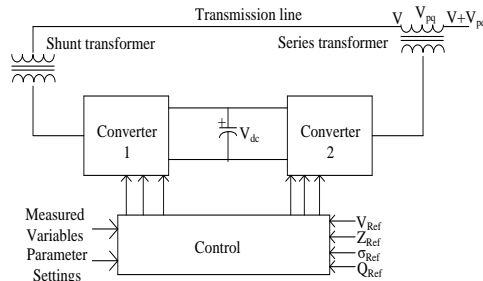 Transmission line
V
V_pq
V+V_pq
Shunt transformer
Series transformer
Converter
1
+
V_dc
Converter
2
Measured
Variables
Parameter
Settings
Control
V_Ref
Z_Ref
σ_Ref
Q_Ref